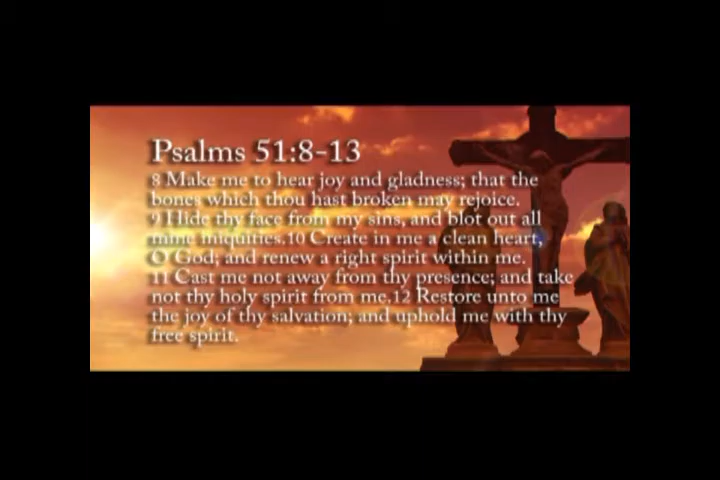 Psalms 51:8-13
8 Make me to hear joy and gladness; that the
bones which thou hast broken may rejoice.
9 Hide thy face from my sins, and blot out all
mine iniquities.10 Create in me a clean heart,
O God; and renew a right spirit within me.
11 Cast me not away from thy presence; and take
not thy holy spirit from me.12 Restore unto me
the joy of thy salvation; and uphold me with thy
free spirit.